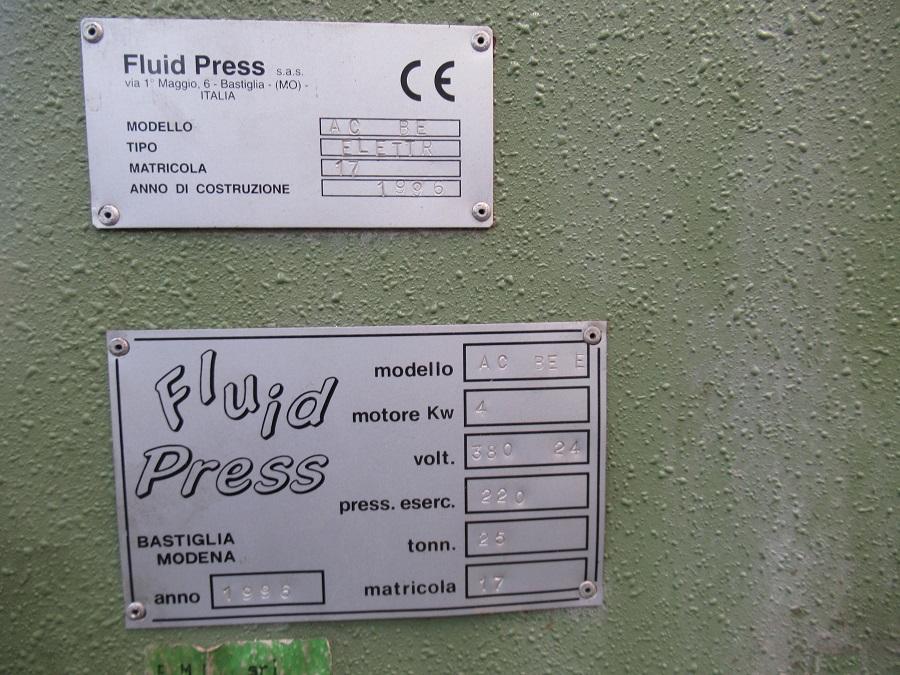 Fluid Press s.a.s.
via 1° Maggio, 6 - Bastiglia - (MO) -
ITALIA
CE
MODELLO AC BE
TIPO ELETTR
MATRICOLA 17
ANNO DI COSTRUZIONE 1996
Fluid
Press
BASTIGLIA
MODENA
anno 1996
modello AC BE E
motore Kw 4
volt. 380 24
press. eserc. 220
tonn. 25
matricola 17
srl